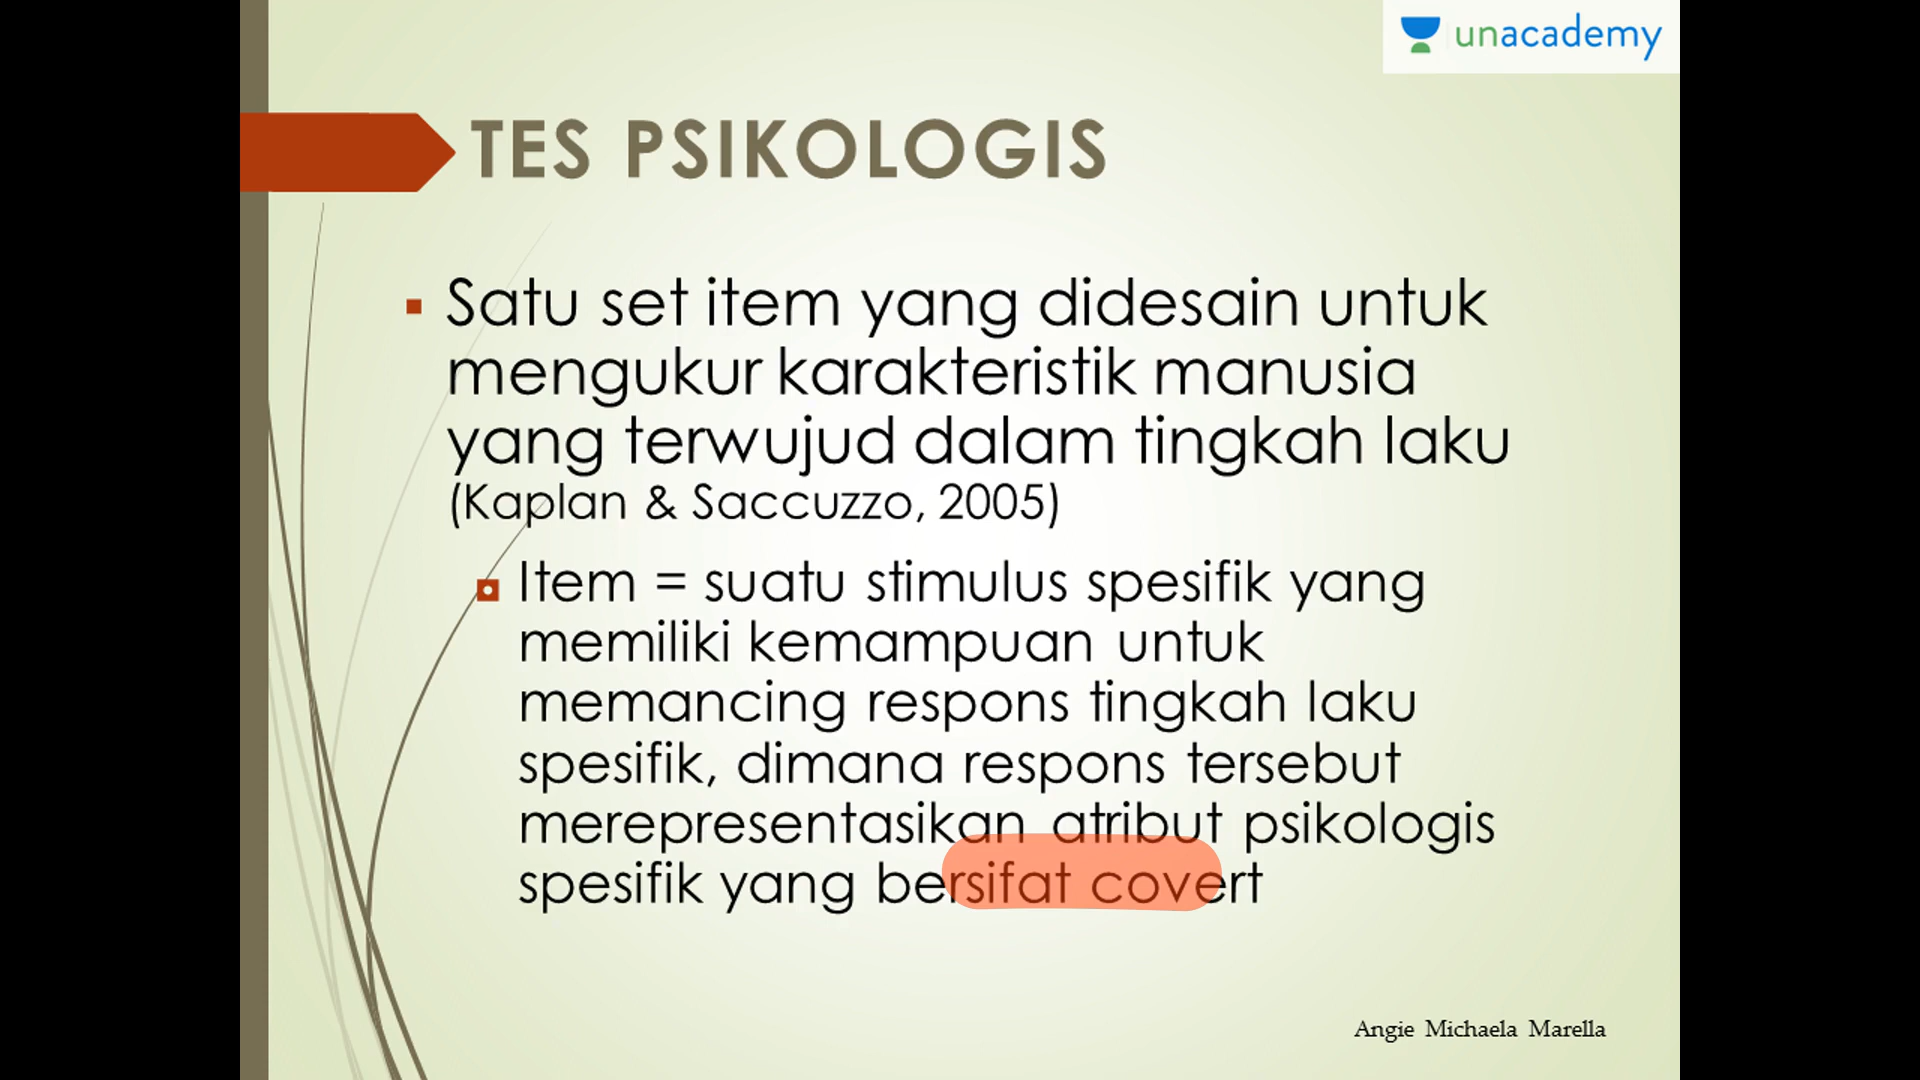 unacademy
TES PSIKOLOGIS
Satu set item yang didesain untuk
mengukur karakteristik manusia
yang terwujud dalam tingkah laku
(Kaplan & Saccuzzo, 2005)
Item = suatu stimulus spesifik yang
memiliki kemampuan untuk
memancing respons tingkah laku
spesifik, dimana respons tersebut
merepresentasikan atribut psikologis
spesifik yang bersifat covert
Angie Michaela Marella